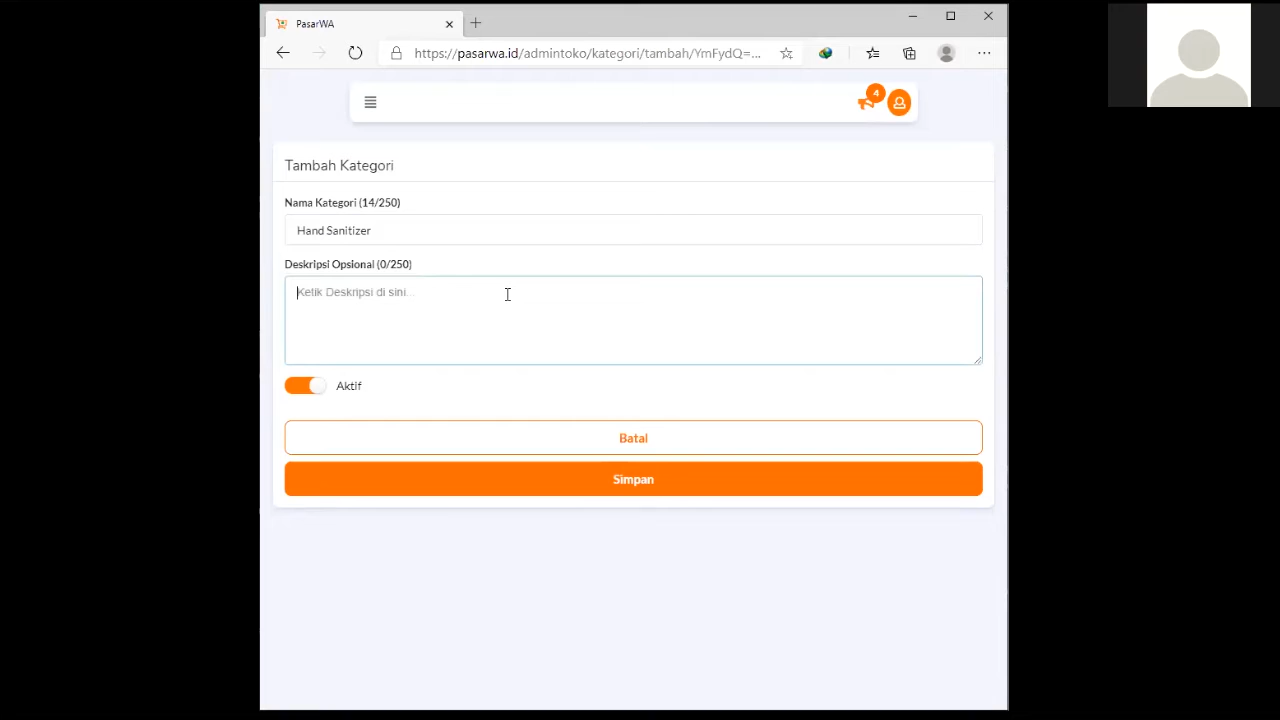 PasarWA
https://pasarwa.id/admintoko/kategori/tambah/YmFydQ=...
4
Tambah Kategori
Nama Kategori (14/250)
Hand Sanitizer
Deskripsi Opsional (0/250)
Ketik Deskripsi di sini...
Aktif
Batal
Simpan